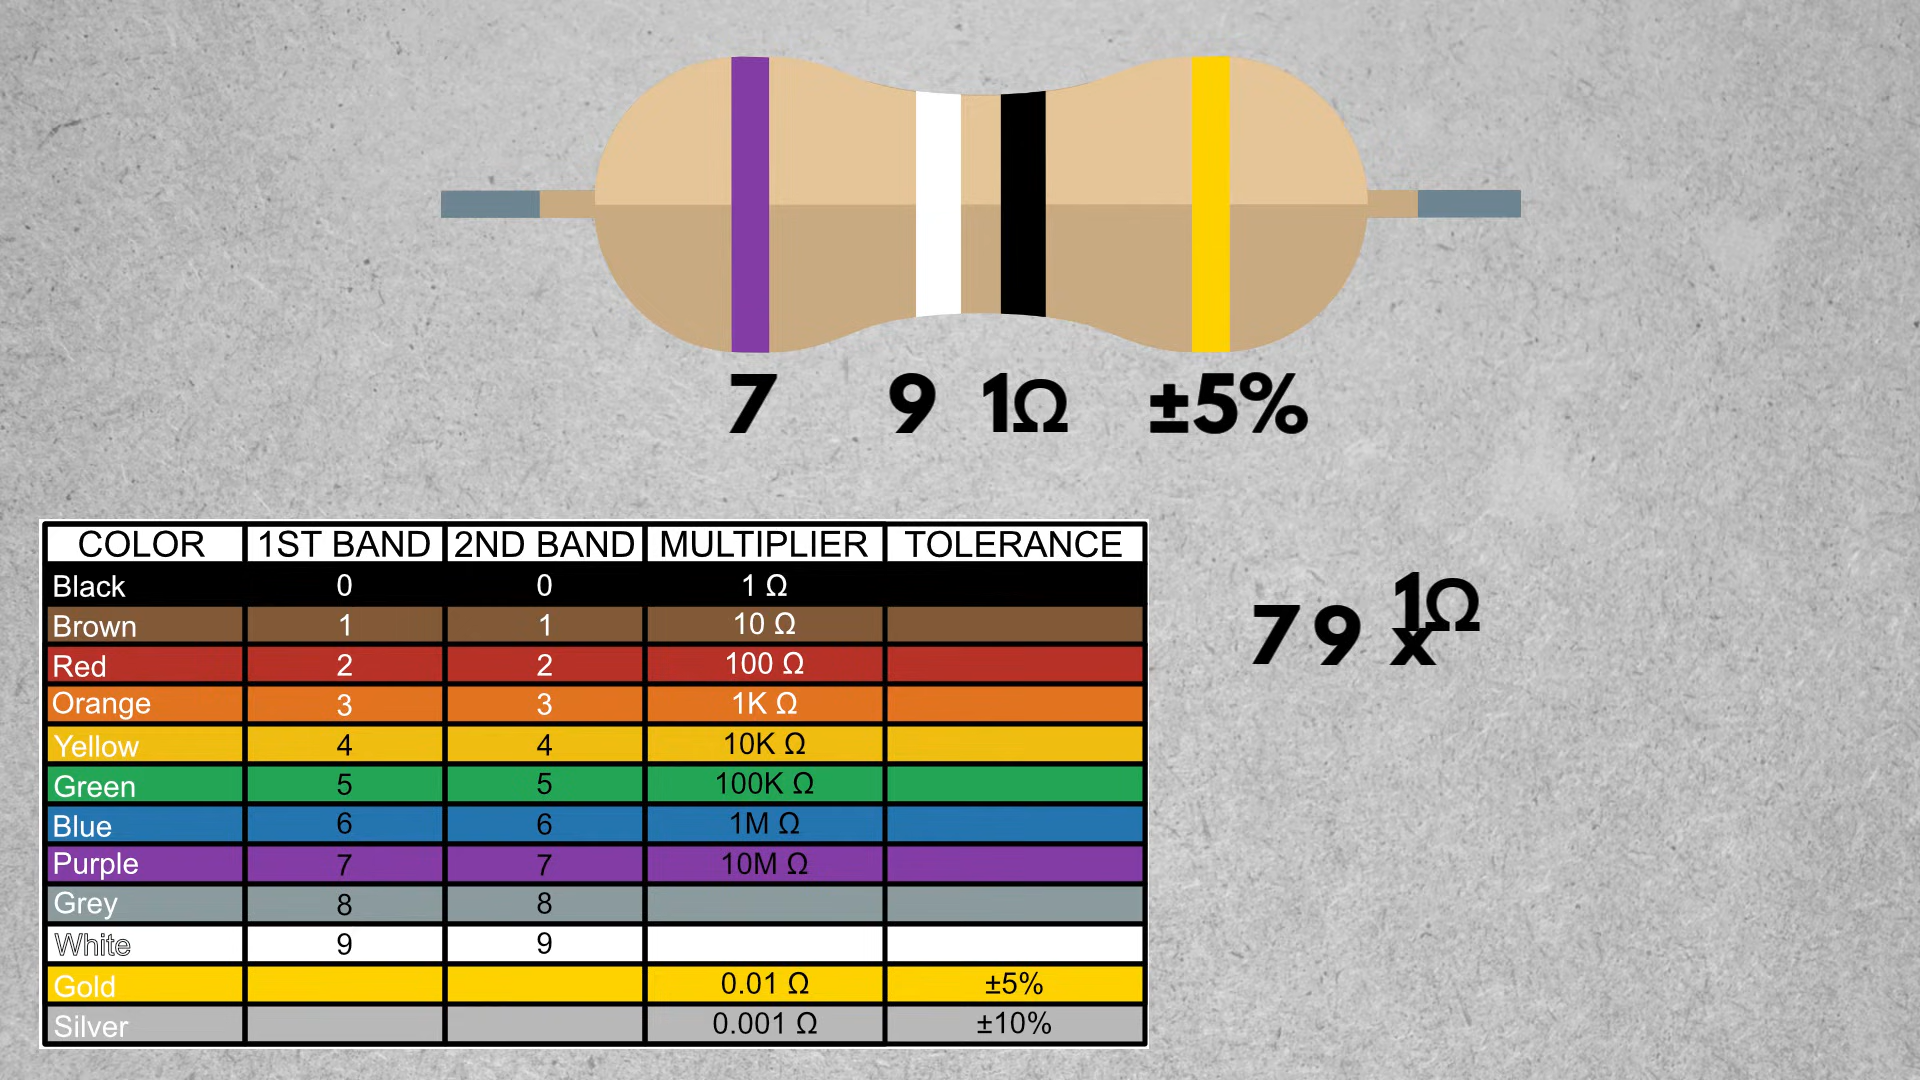 7 9 1Ω ±5%
COLOR 1ST BAND 2ND BAND MULTIPLIER TOLERANCE
Black 0 0 1 Ω
Brown 1 1 10 Ω
Red 2 2 100 Ω
Orange 3 3 1K Ω
Yellow 4 4 10K Ω
Green 5 5 100K Ω
Blue 6 6 1M Ω
Purple 7 7 10M Ω
Grey 8 8
White 9 9
Gold 0.01 Ω ±5%
Silver 0.001 Ω ±10%
79 x 1Ω